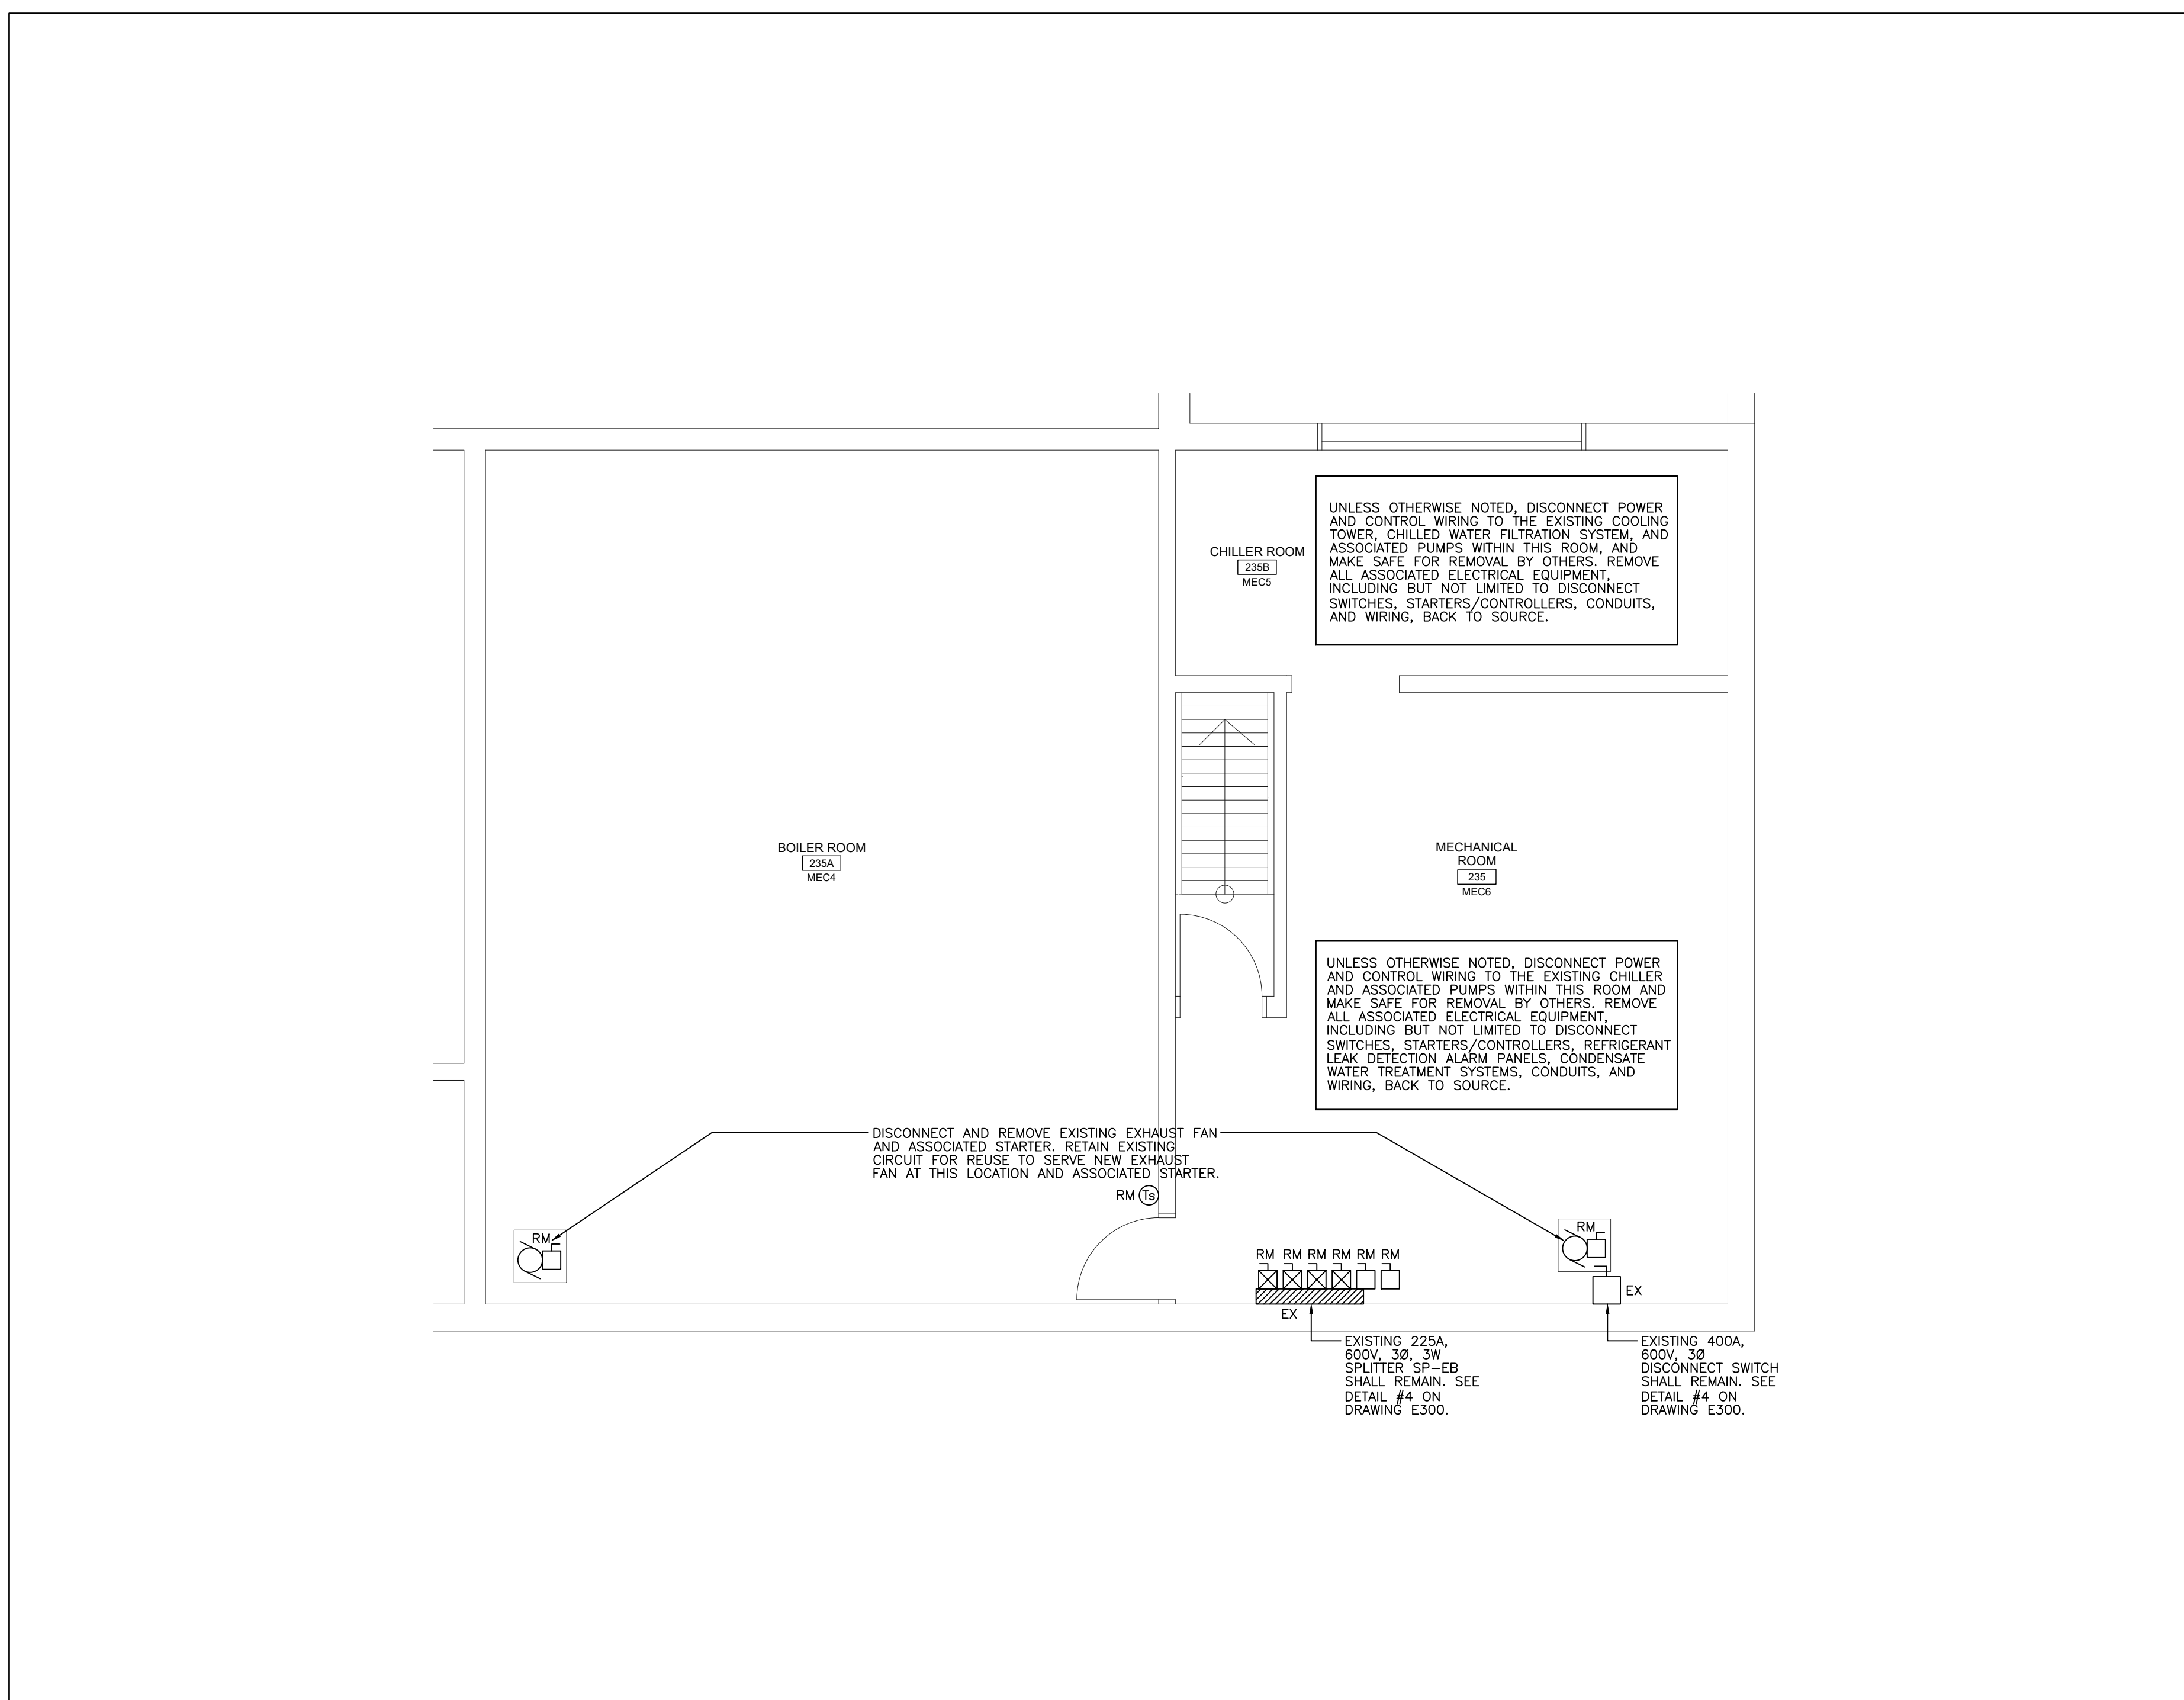 UNLESS OTHERWISE NOTED, DISCONNECT POWER
AND CONTROL WIRING TO THE EXISTING COOLING
TOWER, CHILLED WATER FILTRATION SYSTEM, AND
ASSOCIATED PUMPS WITHIN THIS ROOM, AND
MAKE SAFE FOR REMOVAL BY OTHERS. REMOVE
ALL ASSOCIATED ELECTRICAL EQUIPMENT,
INCLUDING BUT NOT LIMITED TO DISCONNECT
SWITCHES, STARTERS/CONTROLLERS, CONDUITS,
AND WIRING, BACK TO SOURCE.
CHILLER ROOM
235B
MEC5
BOILER ROOM
235A
MEC4
MECHANICAL
ROOM
235
MEC6
UNLESS OTHERWISE NOTED, DISCONNECT POWER
AND CONTROL WIRING TO THE EXISTING CHILLER
AND ASSOCIATED PUMPS WITHIN THIS ROOM AND
MAKE SAFE FOR REMOVAL BY OTHERS. REMOVE
ALL ASSOCIATED ELECTRICAL EQUIPMENT,
INCLUDING BUT NOT LIMITED TO DISCONNECT
SWITCHES, STARTERS/CONTROLLERS, REFRIGERANT
LEAK DETECTION ALARM PANELS, CONDENSATE
WATER TREATMENT SYSTEMS, CONDUITS, AND
WIRING, BACK TO SOURCE.
DISCONNECT AND REMOVE EXISTING EXHAUST FAN
AND ASSOCIATED STARTER. RETAIN EXISTING
CIRCUIT FOR REUSE TO SERVE NEW EXHAUST
FAN AT THIS LOCATION AND ASSOCIATED STARTER.
RM Ts
RM
RM
RM RM RM RM RM RM
EX
EX
EXISTING 225A,
600V, 3Ø, 3W
SPLITTER SP-EB
SHALL REMAIN. SEE
DETAIL #4 ON
DRAWING E300.
EXISTING 400A,
600V, 3Ø
DISCONNECT SWITCH
SHALL REMAIN. SEE
DETAIL #4 ON
DRAWING E300.